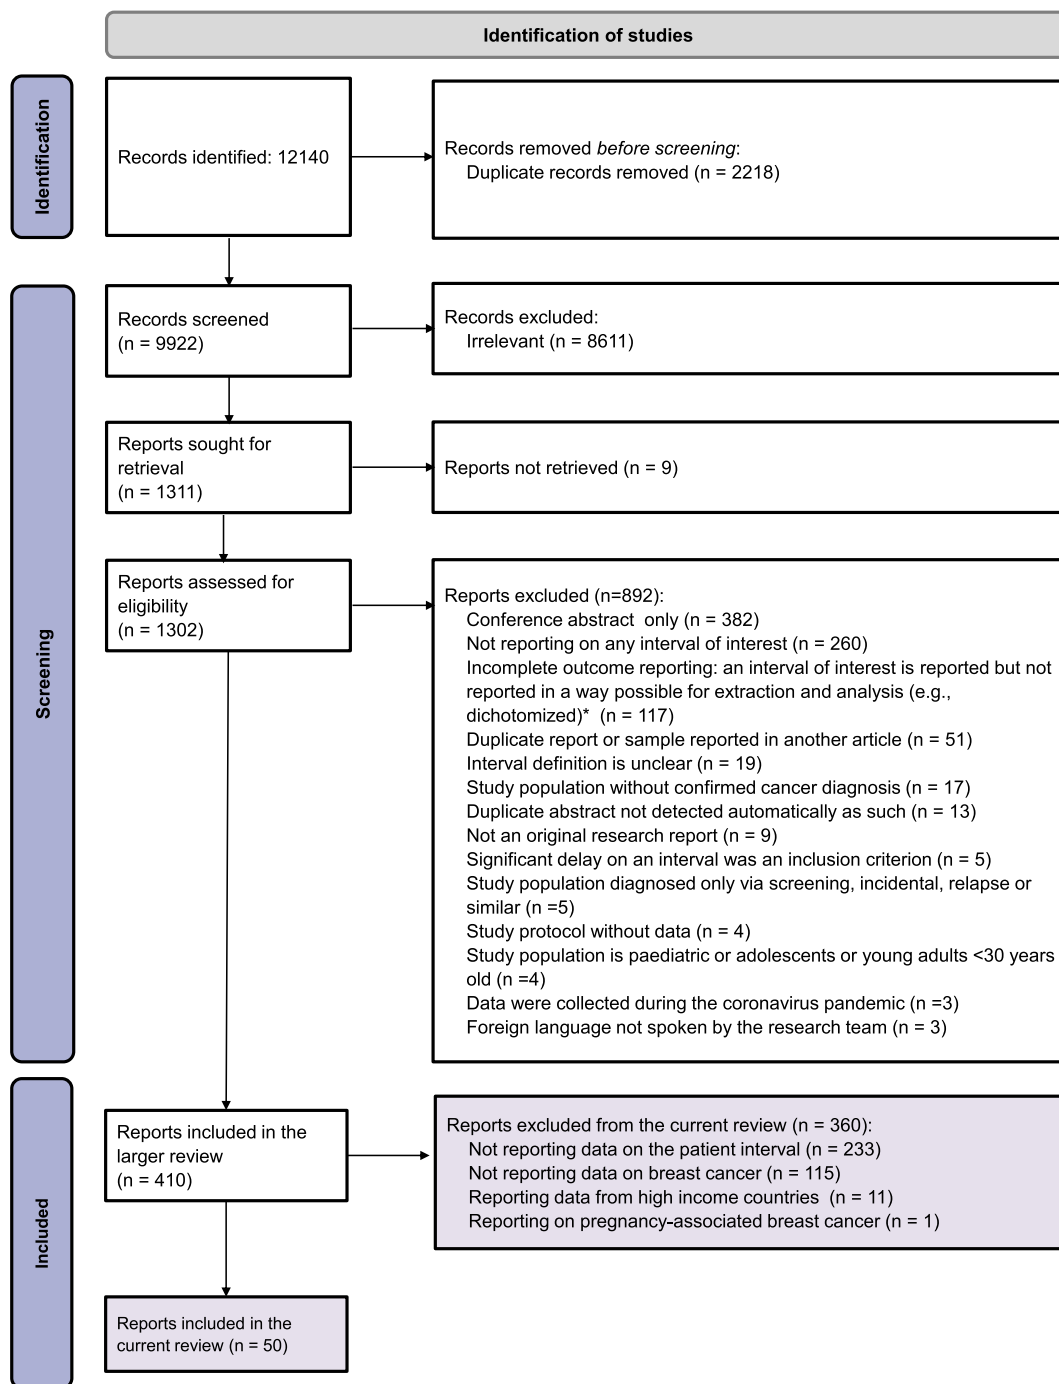 Identification of studies
Identification
Records identified: 12140
Records removed before screening:
Duplicate records removed (n = 2218)
Screening
Records screened
(n = 9922)
Records excluded:
Irrelevant (n = 8611)
Reports sought for
retrieval
(n = 1311)
Reports not retrieved (n = 9)
Reports assessed for
eligibility
(n = 1302)
Reports excluded (n=892):
Conference abstract only (n = 382)
Not reporting on any interval of interest (n = 260)
Incomplete outcome reporting: an interval of interest is reported but not
reported in a way possible for extraction and analysis (e.g.,
dichotomized)* (n = 117)
Duplicate report or sample reported in another article (n = 51)
Interval definition is unclear (n = 19)
Study population without confirmed cancer diagnosis (n = 17)
Duplicate abstract not detected automatically as such (n = 13)
Not an original research report (n = 9)
Significant delay on an interval was an inclusion criterion (n = 5)
Study population diagnosed only via screening, incidental, relapse or
similar (n =5)
Study protocol without data (n = 4)
Study population is paediatric or adolescents or young adults <30 years
old (n =4)
Data were collected during the coronavirus pandemic (n =3)
Foreign language not spoken by the research team (n = 3)
Included
Reports included in the
larger review
(n = 410)
Reports excluded from the current review (n = 360):
Not reporting data on the patient interval (n = 233)
Not reporting data on breast cancer (n = 115)
Reporting data from high income countries (n = 11)
Reporting on pregnancy-associated breast cancer (n = 1)
Reports included in the
current review (n = 50)